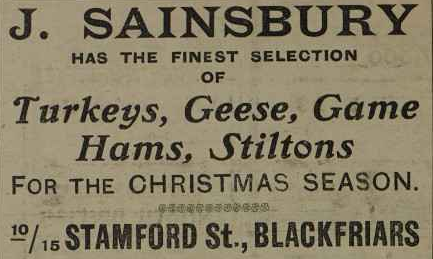 J. SAINSBURY
HAS THE FINEST SELECTION
OF
Turkeys, Geese, Game
Hams, Stiltons
FOR THE CHRISTMAS SEASON.
10/15 STAMFORD St., BLACKFRIARS